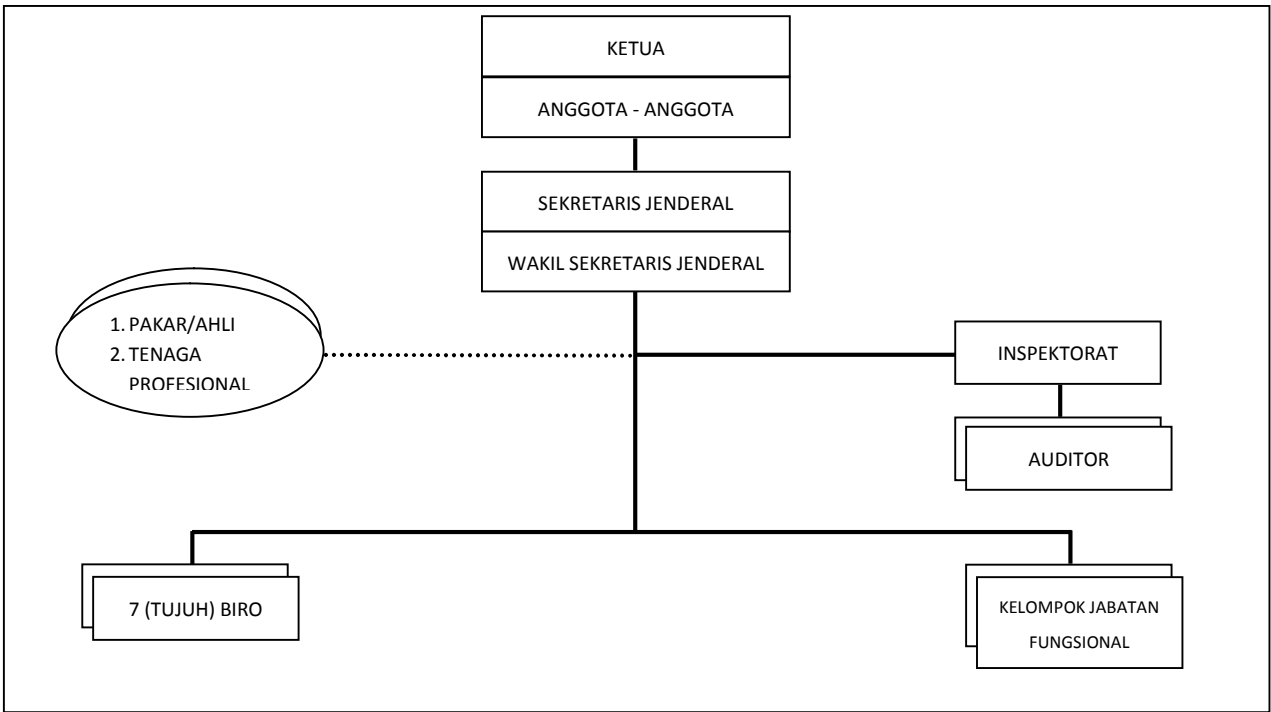 KETUA
ANGGOTA - ANGGOTA
SEKRETARIS JENDERAL
WAKIL SEKRETARIS JENDERAL
1. PAKAR/AHLI
2. TENAGA
PROFESIONAL
INSPEKTORAT
AUDITOR
7 (TUJUH) BIRO
KELOMPOK JABATAN
FUNGSIONAL